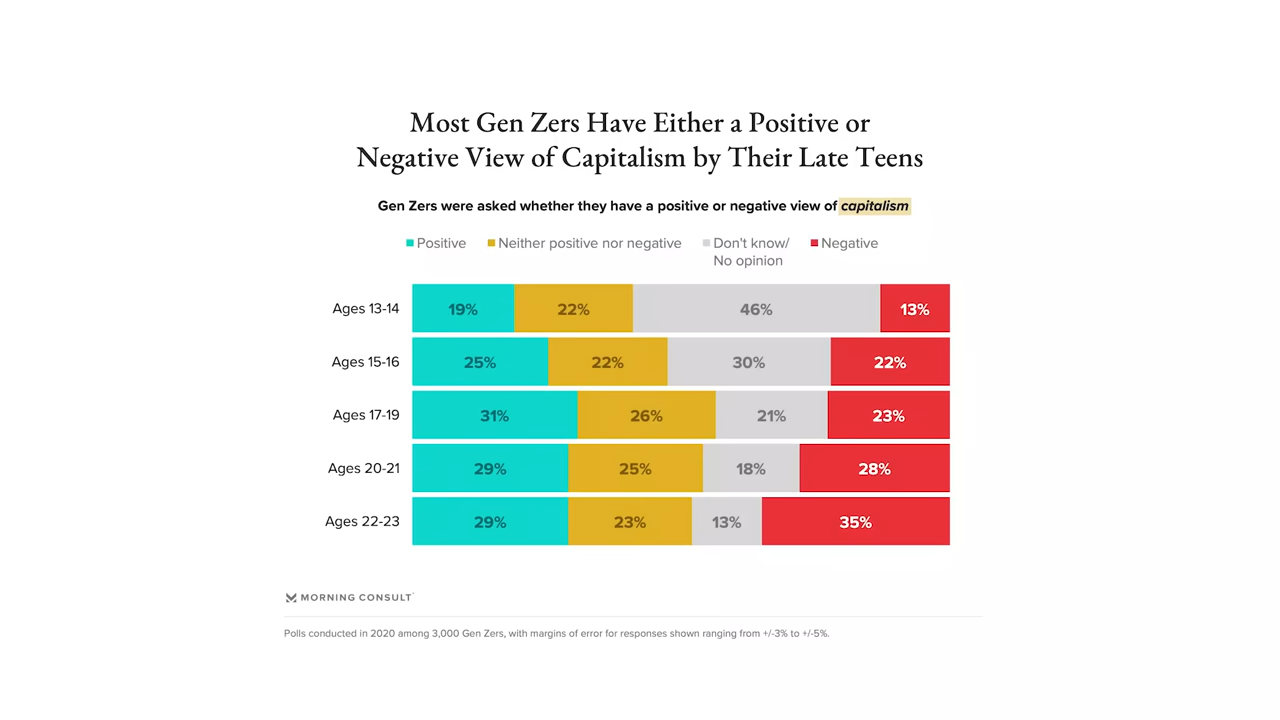 Most Gen Zers Have Either a Positive or
Negative View of Capitalism by Their Late Teens
Gen Zers were asked whether they have a positive or negative view of capitalism
Positive Neither positive nor negative Don't know/ Negative
No opinion
Ages 13-14 19% 22% 46% 13%
Ages 15-16 25% 22% 30% 22%
Ages 17-19 31% 26% 21% 23%
Ages 20-21 29% 25% 18% 28%
Ages 22-23 29% 23% 13% 35%
MORNING CONSULT
Polls conducted in 2020 among 3,000 Gen Zers, with margins of error for responses shown ranging from +/-3% to +/-5%.